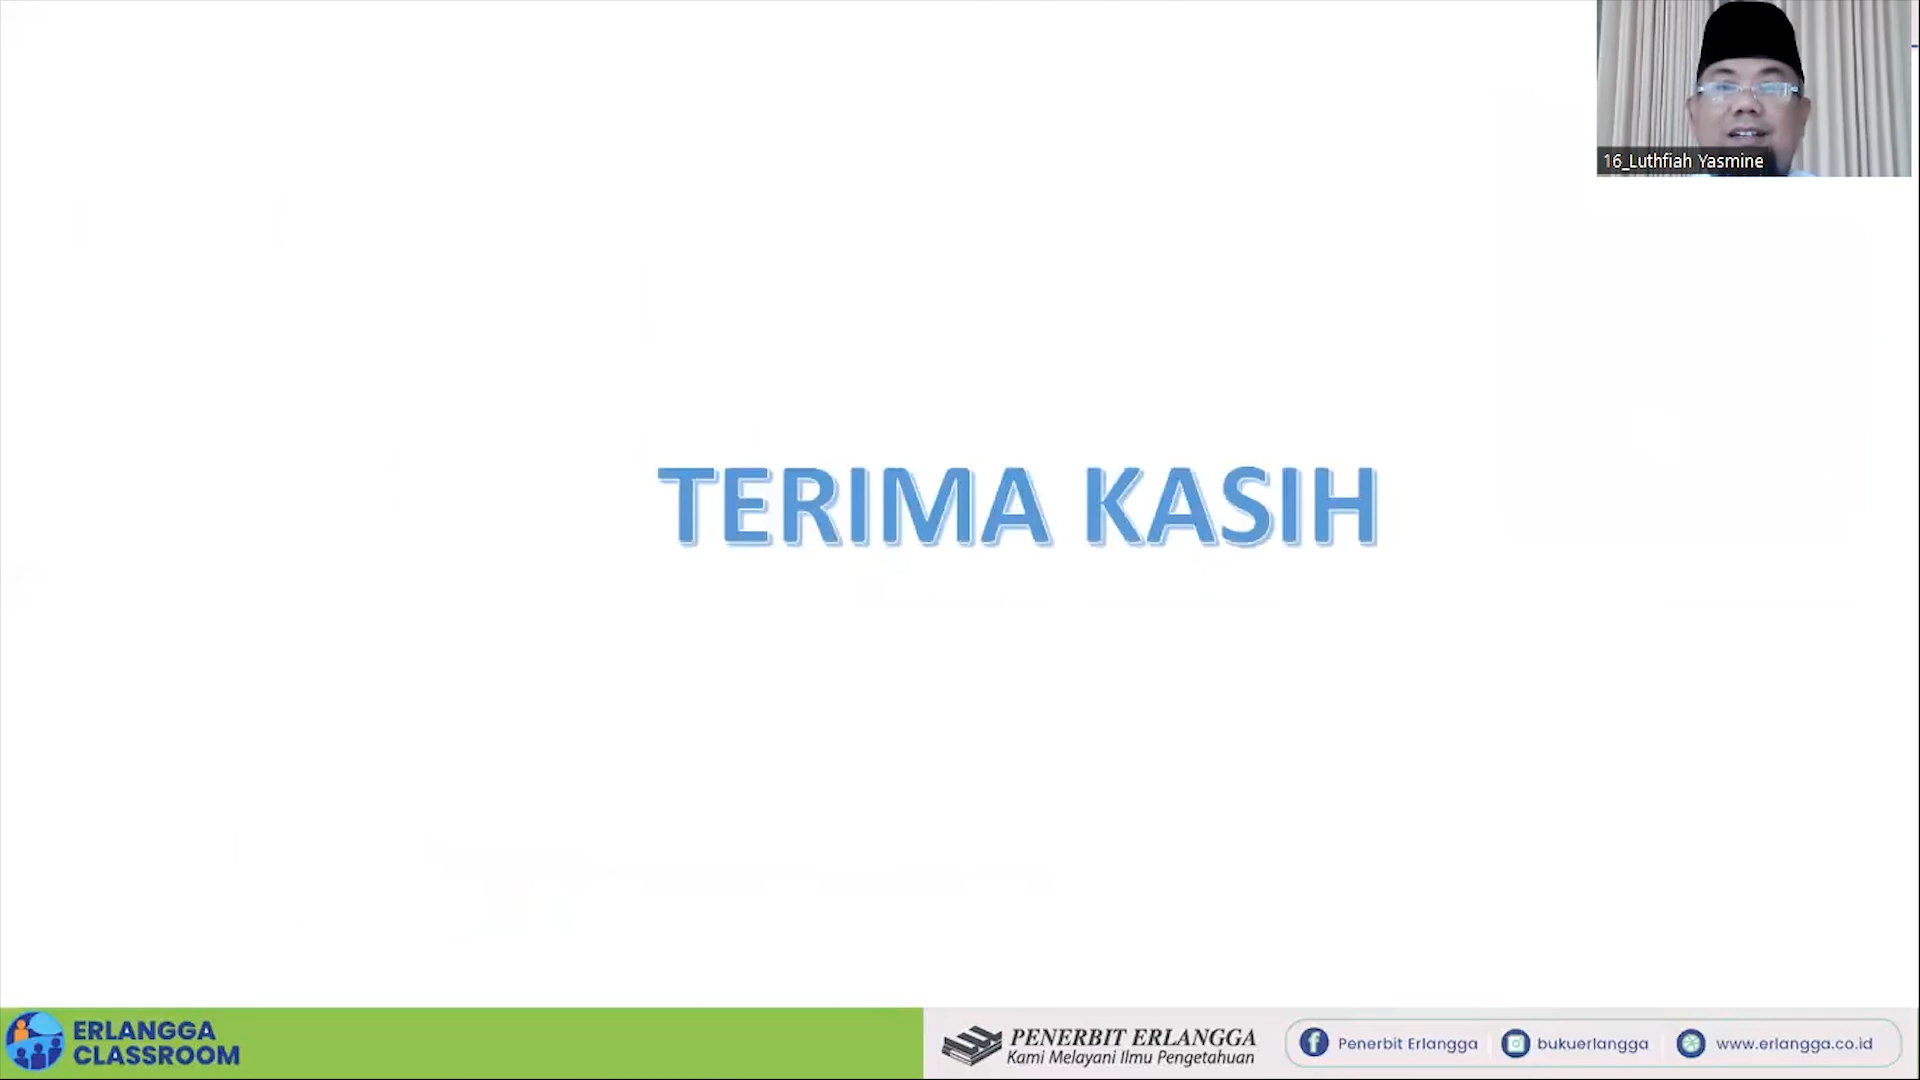 16_Luthfiah Yasmine
TERIMA KASIH
ERLANGGA
CLASSROOM
PENERBIT ERLANGGA
Kami Melayani Ilmu Pengetahuan
Penerbit Erlangga
bukuerlangga
www.erlangga.co.id